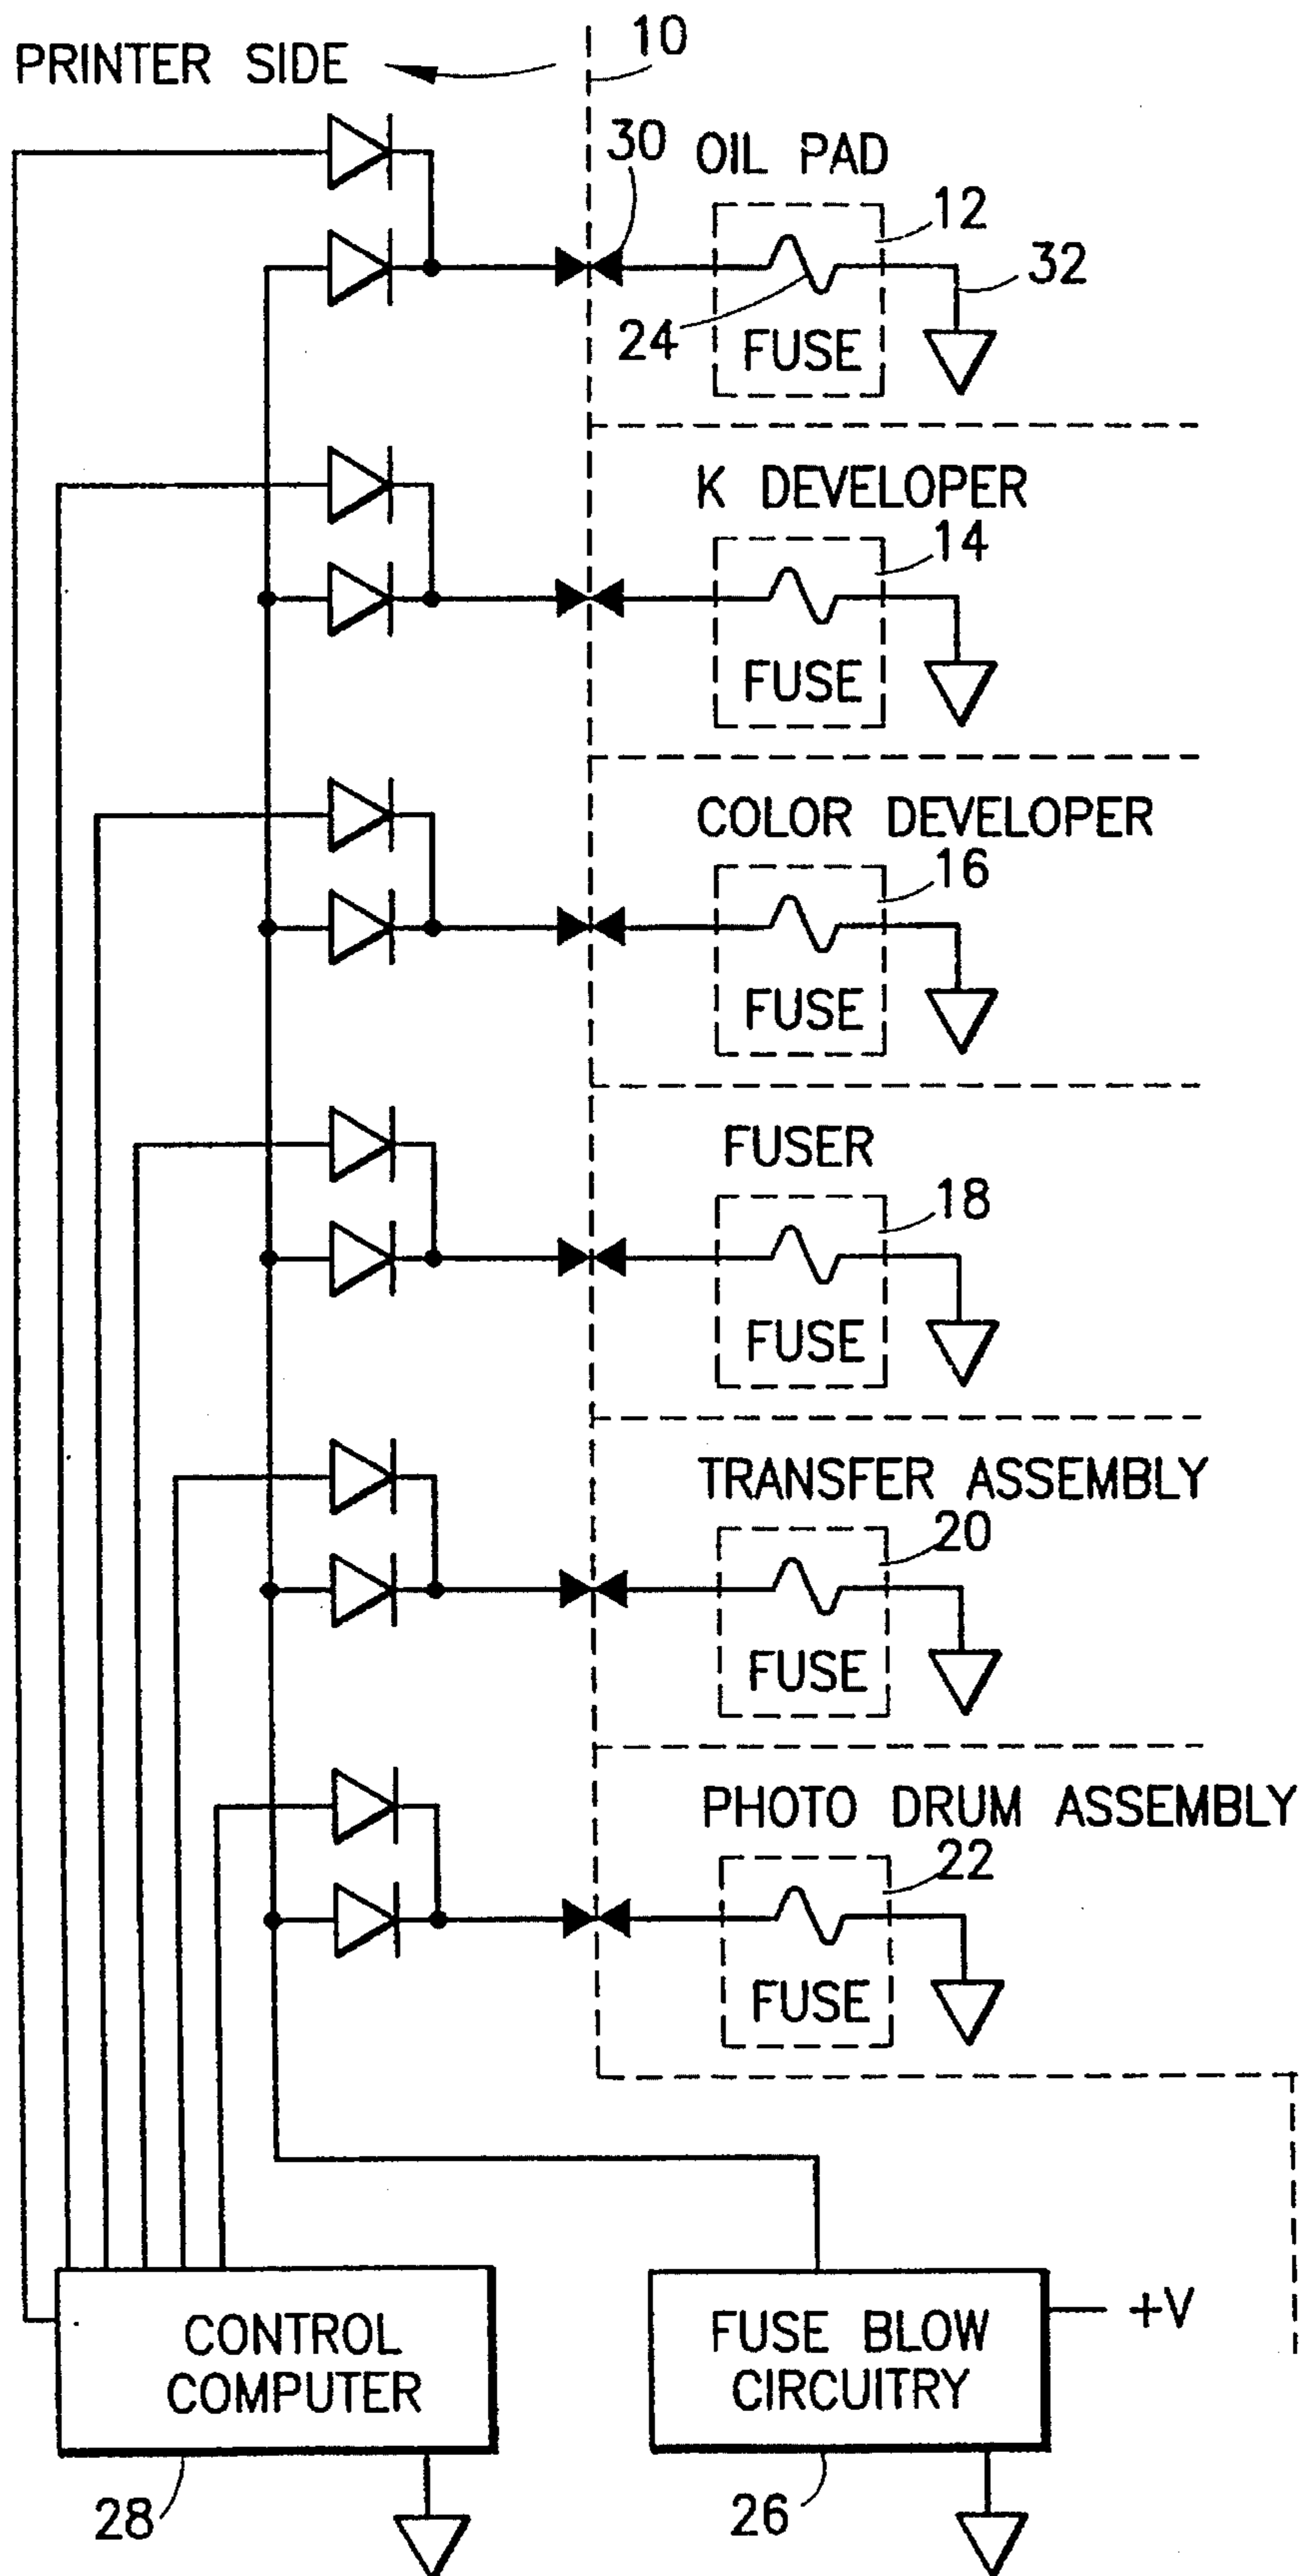 10
PRINTER SIDE
30
OIL PAD
12
32
24
FUSE
K DEVELOPER
14
FUSE
COLOR DEVELOPER
16
FUSE
FUSER
18
FUSE
TRANSFER ASSEMBLY
20
FUSE
PHOTO DRUM ASSEMBLY
22
FUSE
CONTROL
COMPUTER
FUSE BLOW
CIRCUITRY
+V
28
26